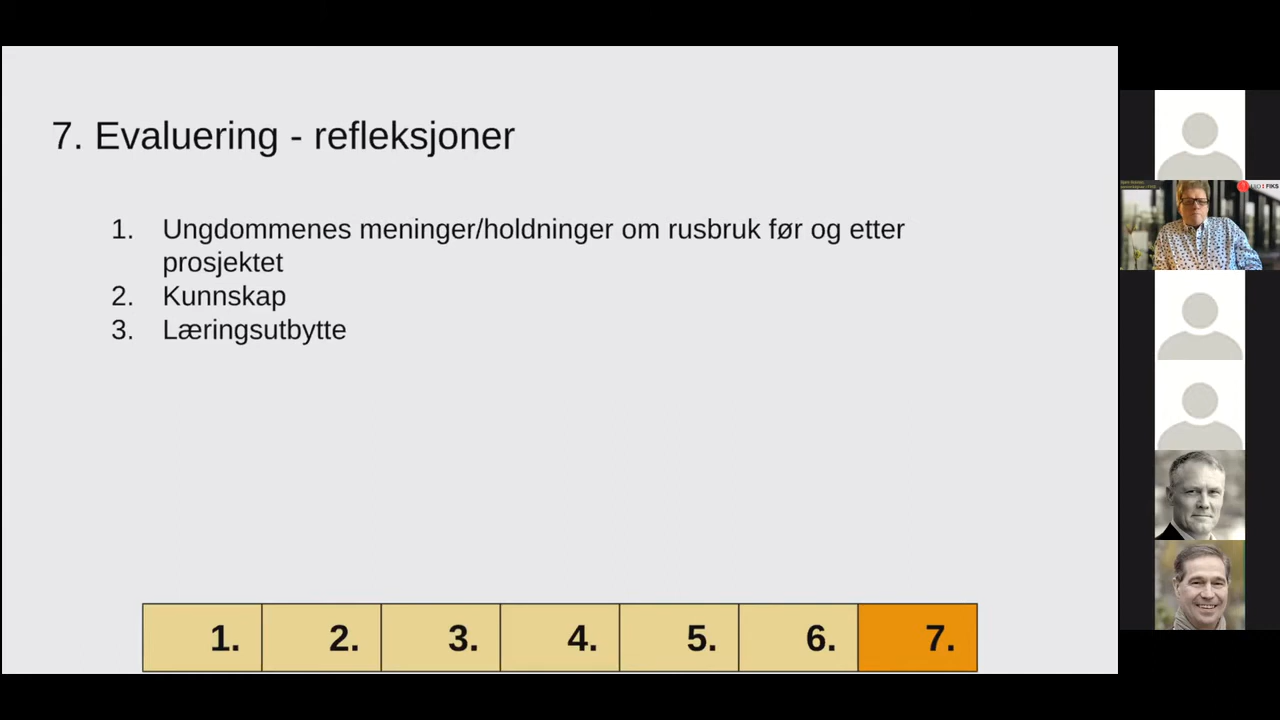 7. Evaluering - refleksjoner
1. Ungdommenes meninger/holdninger om rusbruk før og etter
prosjektet
2. Kunnskap
3. Læringsutbytte
1. 2. 3. 4. 5. 6. 7.
FIKS